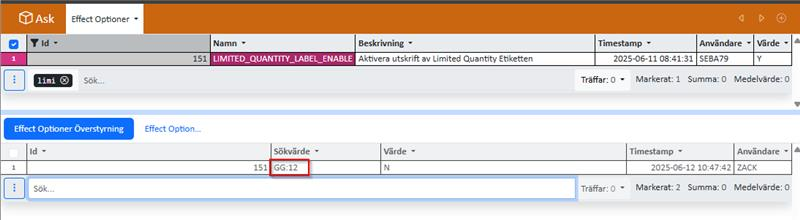 Ask Effect Optioner
Id Namn Beskrivning Timestamp Användare Värde
1 151 LIMITED_QUANTITY_LABEL_ENABLE Aktivera utskrift av Limited Quantity Etiketten 2025-06-11 08:41:31 SEBA79 Y
limi Sök... Träffar: 0 Markerat: 1 Summa: 0 Medelvärde: 0
Effect Optioner Överstyrning Effect Option...
Id Sökvärde Värde Timestamp Användare
1 151 GG:12 N 2025-06-12 10:47:42 ZACK
Sök... Träffar: 0 Markerat: 2 Summa: 0 Medelvärde: 0